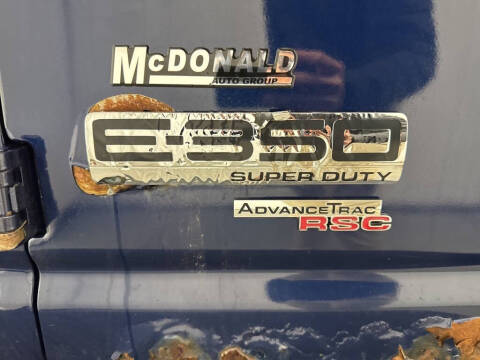 McDONALD
AUTO GROUP
E-350
SUPER DUTY
ADVANCETRAC
RSC